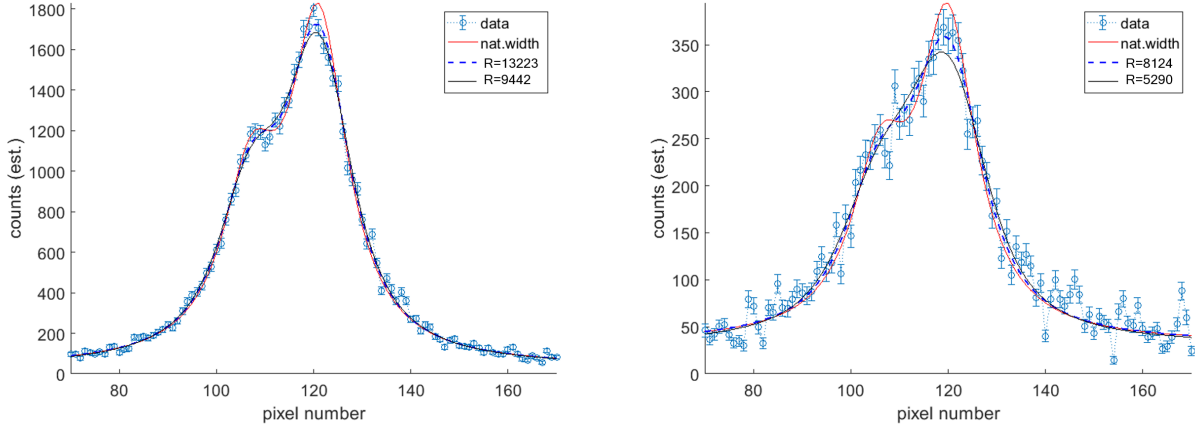 1800
1600
1400
1200
1000
800
600
400
200
0
counts (est.)
80
100
120
140
160
pixel number
data
nat.width
R=13223
R=9442
350
300
250
200
150
100
50
0
counts (est.)
80
100
120
140
160
pixel number
data
nat.width
R=8124
R=5290